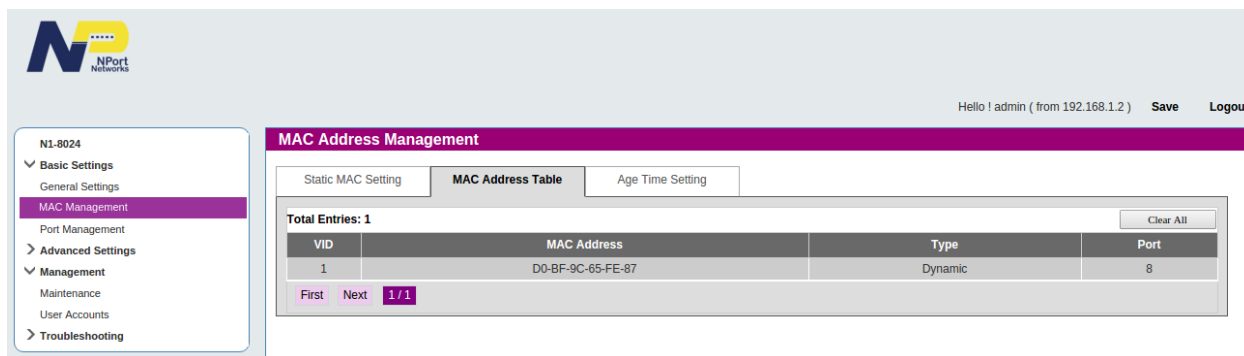 NP
NPort
Networks
Hello ! admin ( from 192.168.1.2 ) Save
N1-8024
Basic Settings
General Settings
MAC Management
Port Management
Advanced Settings
Management
Maintenance
User Accounts
Troubleshooting
MAC Address Management
Static MAC Setting MAC Address Table Age Time Setting
Total Entries: 1 Clear All
VID MAC Address Type Port
1 D0-BF-9C-65-FE-87 Dynamic 8
First Next 1 / 1